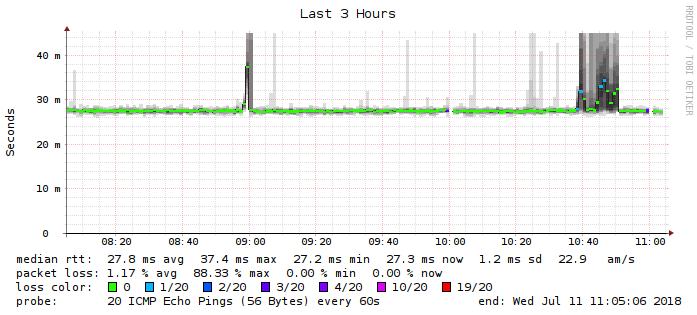 Last 3 Hours
RRDTOOL / TOBI OETIKER
Seconds
40 m
30 m
20 m
10 m
0
08:20 08:40 09:00 09:20 09:40 10:00 10:20 10:40 11:00
median rtt: 27.8 ms avg 37.4 ms max 27.2 ms min 27.3 ms now 1.2 ms sd 22.9 am/s
packet loss: 1.17 % avg 88.33 % max 0.00 % min 0.00 % now
loss color: 0 1/20 2/20 3/20 4/20 10/20 19/20
probe: 20 ICMP Echo Pings (56 Bytes) every 60s end: Wed Jul 11 11:05:06 2018